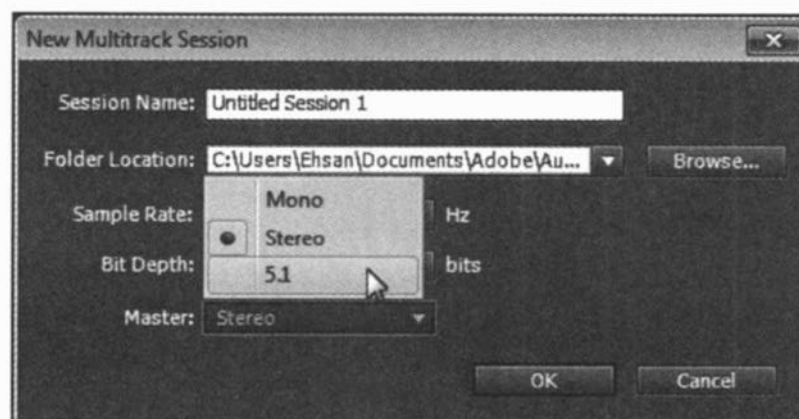 New Multitrack Session
Session Name: Untitled Session 1
Folder Location: C:\Users\Ehsan\Documents\Adobe\Au... Browse...
Mono
Sample Rate: Hz
Stereo
Bit Depth: bits
5.1
Master: Stereo
OK Cancel